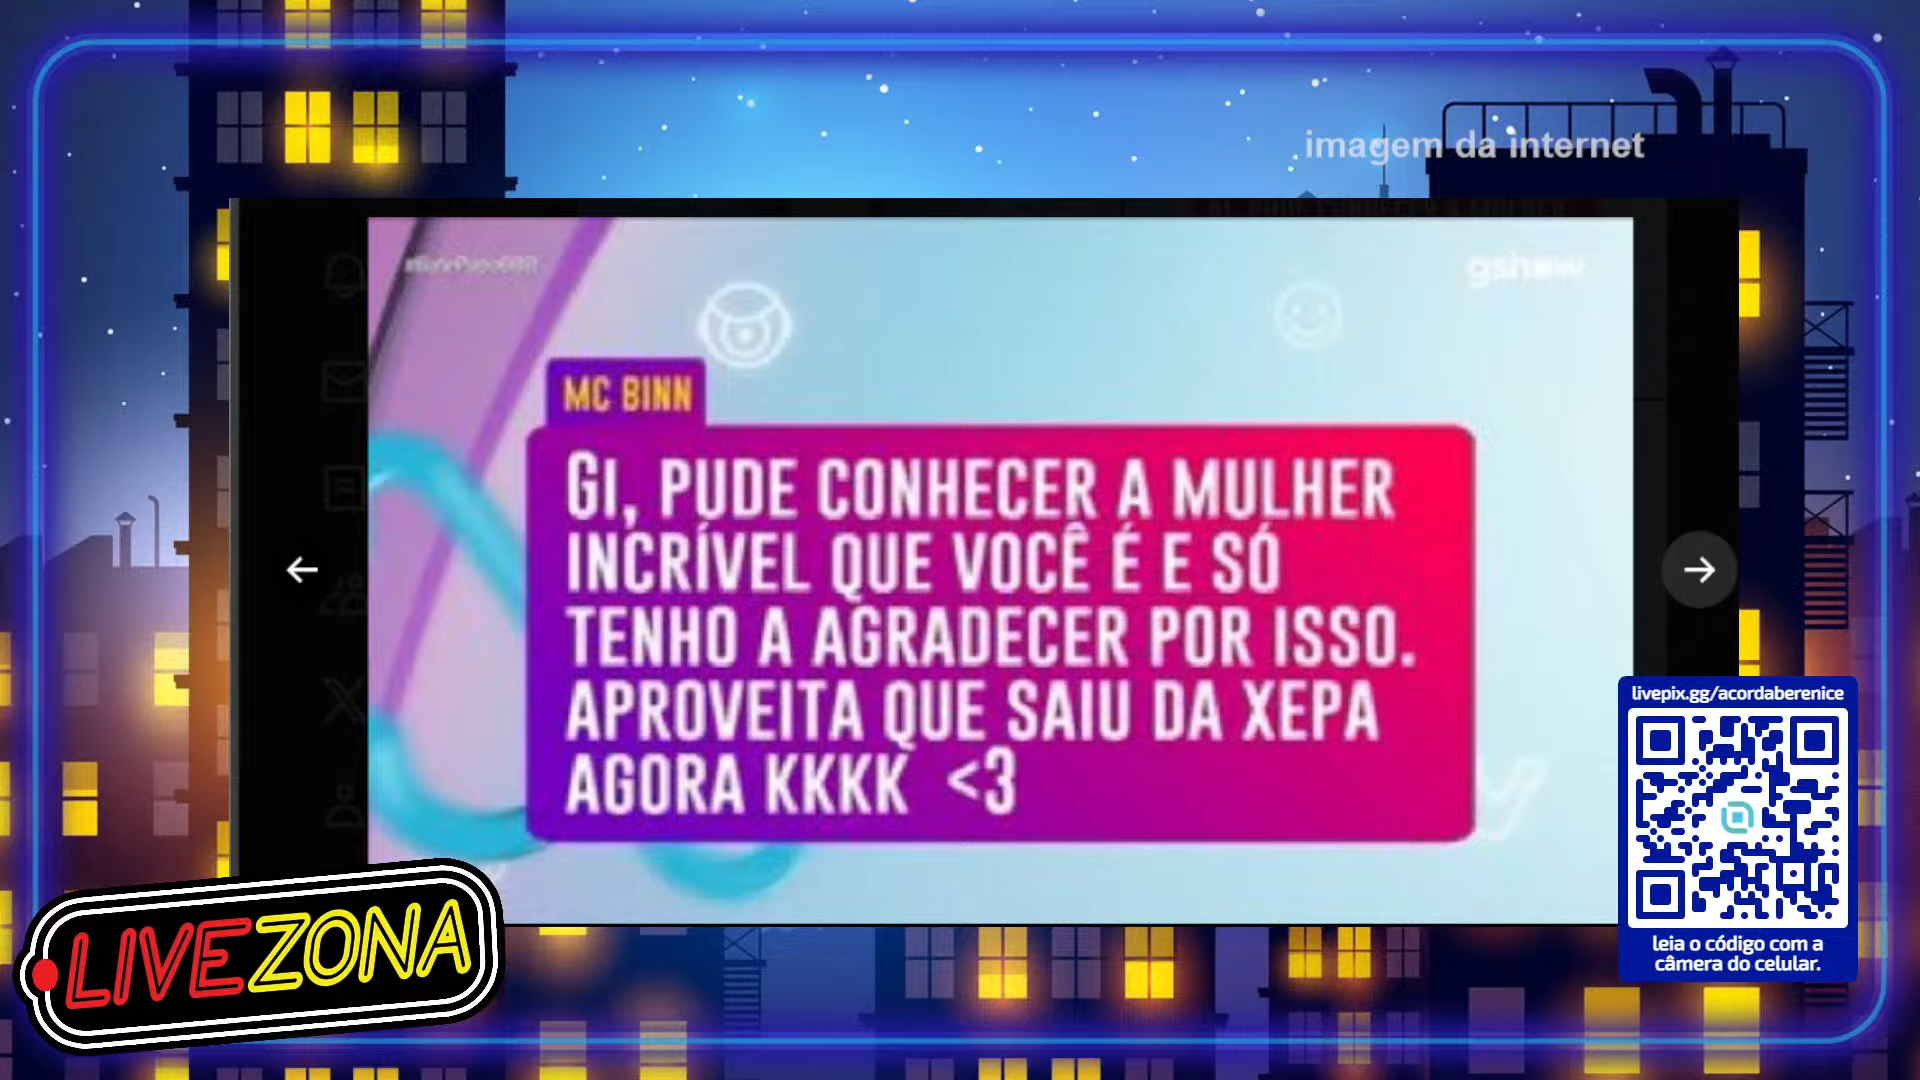 imagem da internet
gshow
MC BINN
GI, PUDE CONHECER A MULHER
INCRÍVEL QUE VOCÊ É E SÓ
TENHO A AGRADECER POR ISSO.
APROVEITA QUE SAIU DA XEPA
AGORA KKKK <3
livepix.gg/acordaberenice
leia o código com a
câmera do celular.
LIVEZONA